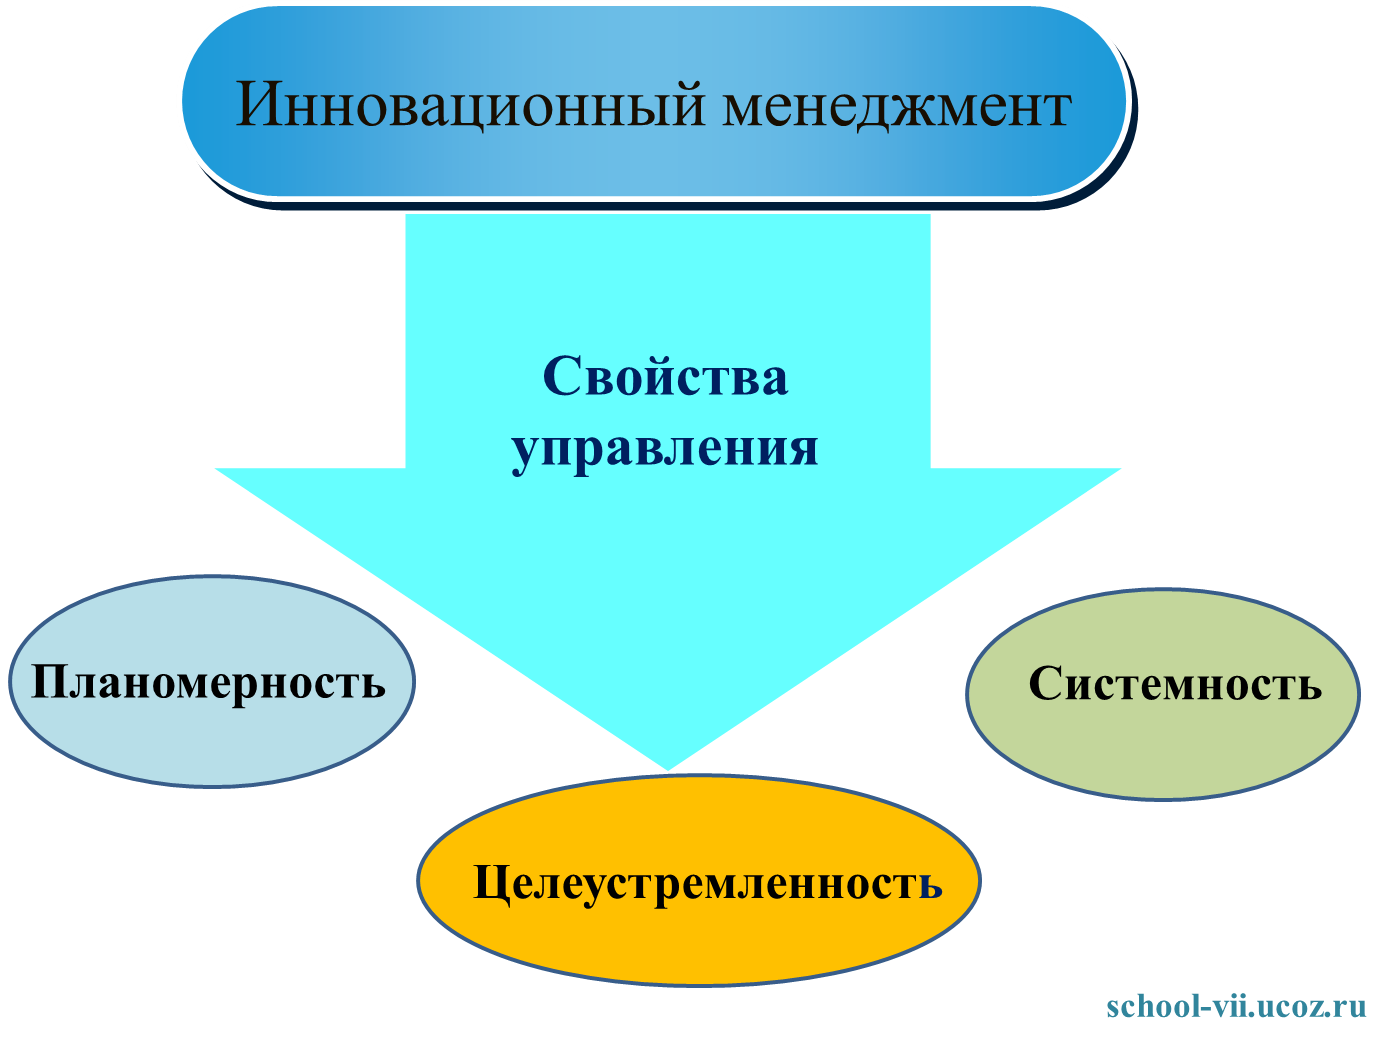 Инновационный менеджмент
Свойства
управления
Планомерность
Системность
Целеустремленность
school-vii.ucoz.ru